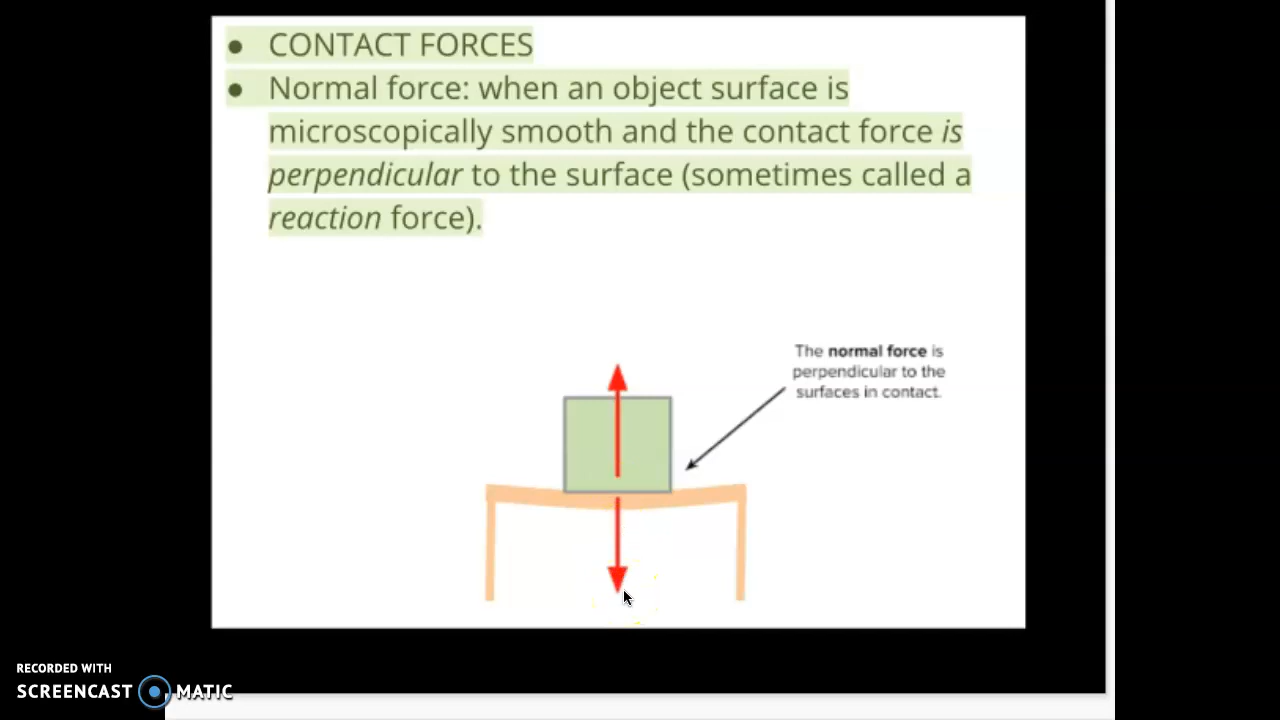 ● CONTACT FORCES
● Normal force: when an object surface is
microscopically smooth and the contact force is
perpendicular to the surface (sometimes called a
reaction force).
The normal force is
perpendicular to the
surfaces in contact.
RECORDED WITH
SCREENCAST MATIC